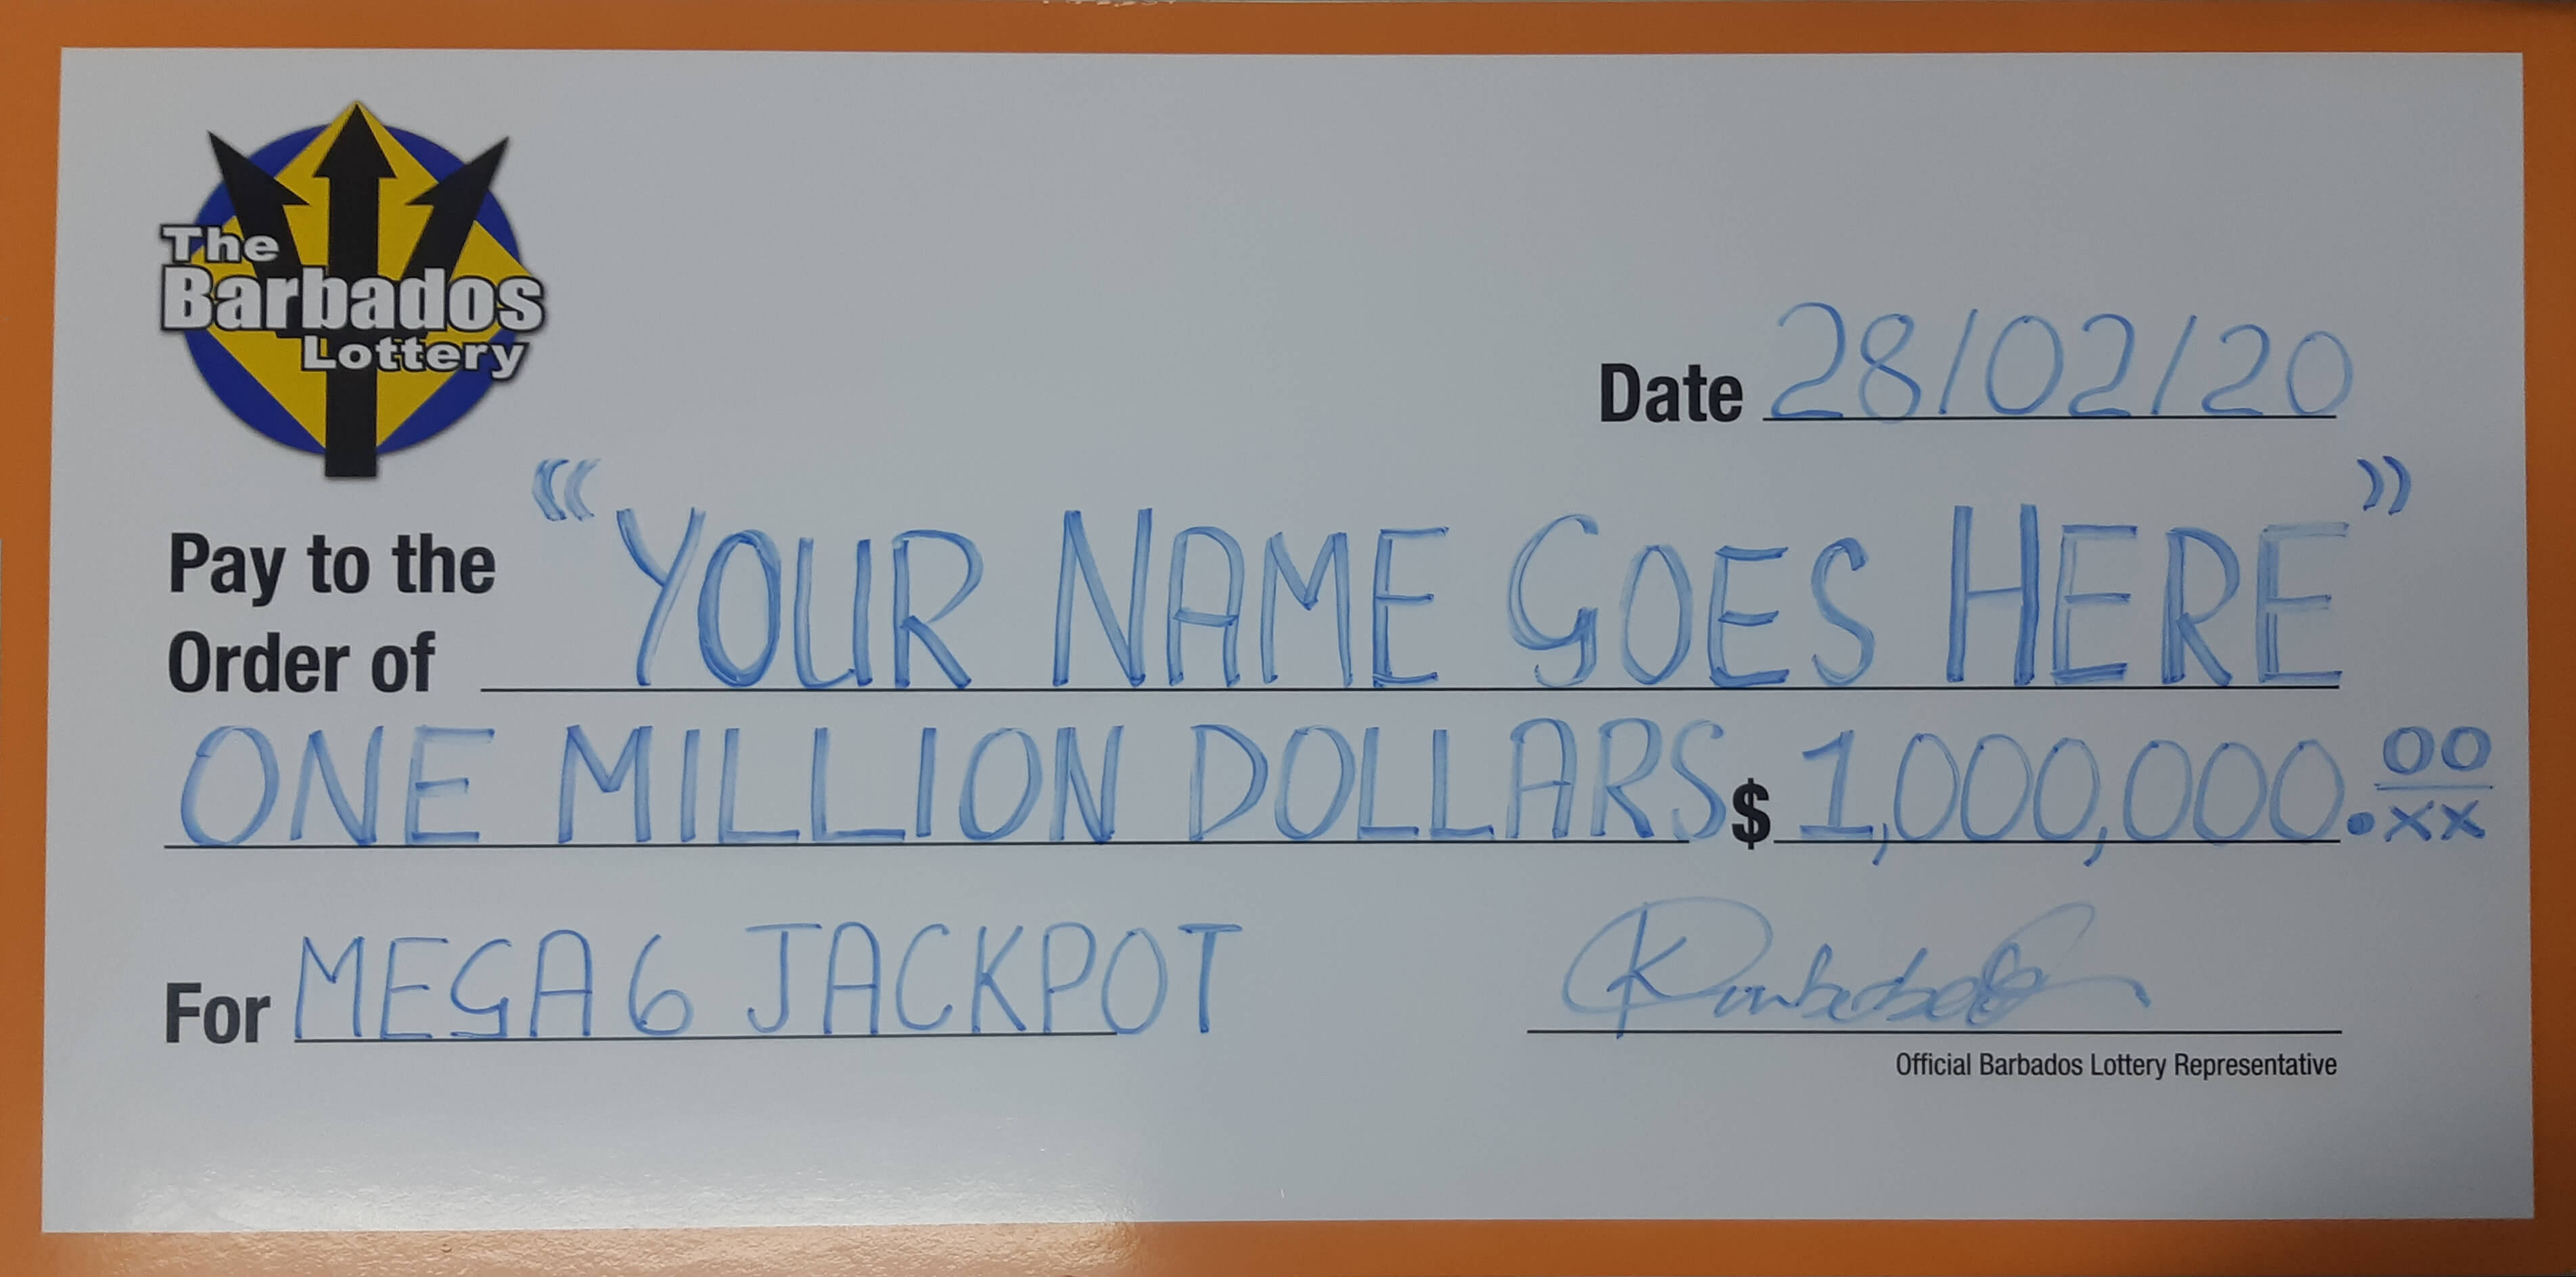 The
Barbados
Lottery
Date 28/02/20
Pay to the
Order of "YOUR NAME GOES HERE"
ONE MILLION DOLLARS $ 1,000,000.00/xx
For MEGA 6 JACKPOT
Official Barbados Lottery Representative